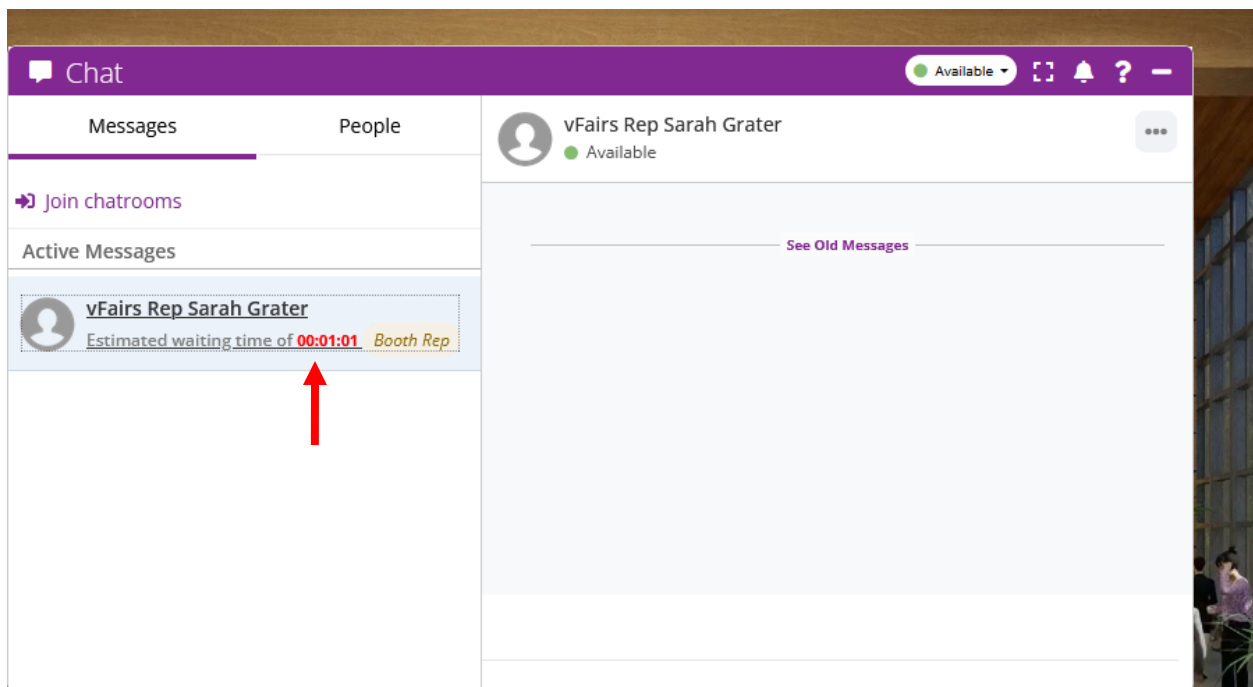 Chat
Available
?
Messages
People
Join chatrooms
Active Messages
vFairs Rep Sarah Grater
Estimated waiting time of 00:01:01 Booth Rep
vFairs Rep Sarah Grater
Available
See Old Messages